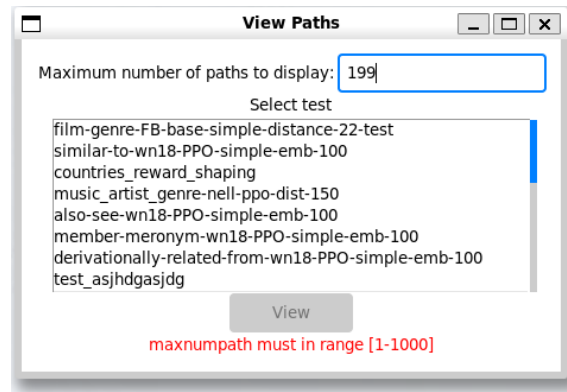 View Paths
Maximum number of paths to display: 199
Select test
film-genre-FB-base-simple-distance-22-test
similar-to-wn18-PPO-simple-emb-100
countries_reward_shaping
music_artist_genre-nell-ppo-dist-150
also-see-wn18-PPO-simple-emb-100
member-meronym-wn18-PPO-simple-emb-100
derivationally-related-from-wn18-PPO-simple-emb-100
test_asjhdgasjdg
View
maxnumpath must in range [1-1000]